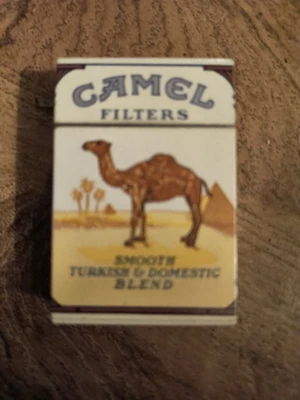 CAMEL
FILTERS
SMOOTH
TURKISH & DOMESTIC
BLEND